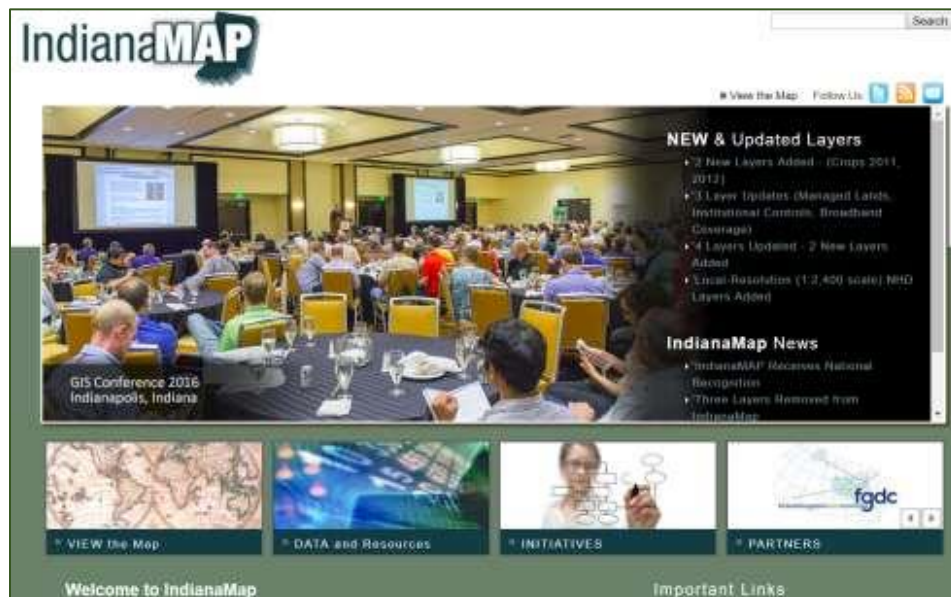 IndianaMAP
Search
View the Map Follow Us
NEW & Updated Layers
'2 New Layers Added - (Crops 2011,
2012)
'3 Layer Updates (Managed Lands,
Institutional Controls, Broadband
Coverage)
'4 Layers Updated - 2 New Layers
Added
'Local-Resolution (1:2,400 scale) NHD
Layers Added
IndianaMap News
'IndianaMAP Receives National
Recognition
'Three Layers Removed from
IndianaMap
GIS Conference 2016
Indianapolis, Indiana
fgdc
VIEW the Map
DATA and Resources
INITIATIVES
PARTNERS
Welcome to IndianaMap
Important Links